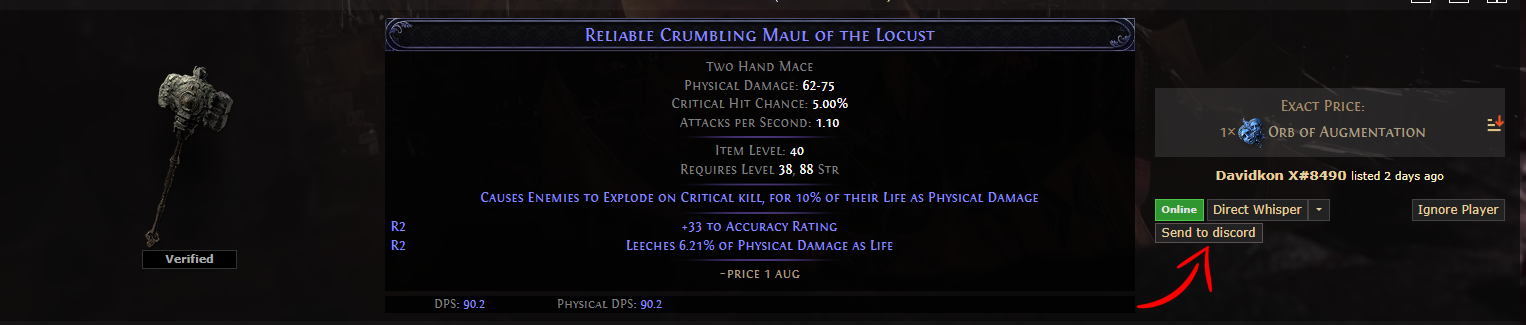 Reliable Crumbling Maul of the Locust
Two Hand Mace
Physical Damage: 62-75
Critical Hit Chance: 5.00%
Attacks per Second: 1.10
Item Level: 40
Requires Level 38, 88 Str
Causes Enemies to Explode on Critical kill, for 10% of their Life as Physical Damage
R2 +33 to Accuracy Rating
R2 Leeches 6.21% of Physical Damage as Life
~price 1 aug
DPS: 90.2 Physical DPS: 90.2
Verified
Exact Price:
1× Orb of Augmentation
Davidkon X#8490 listed 2 days ago
Online Direct Whisper Ignore Player
Send to discord